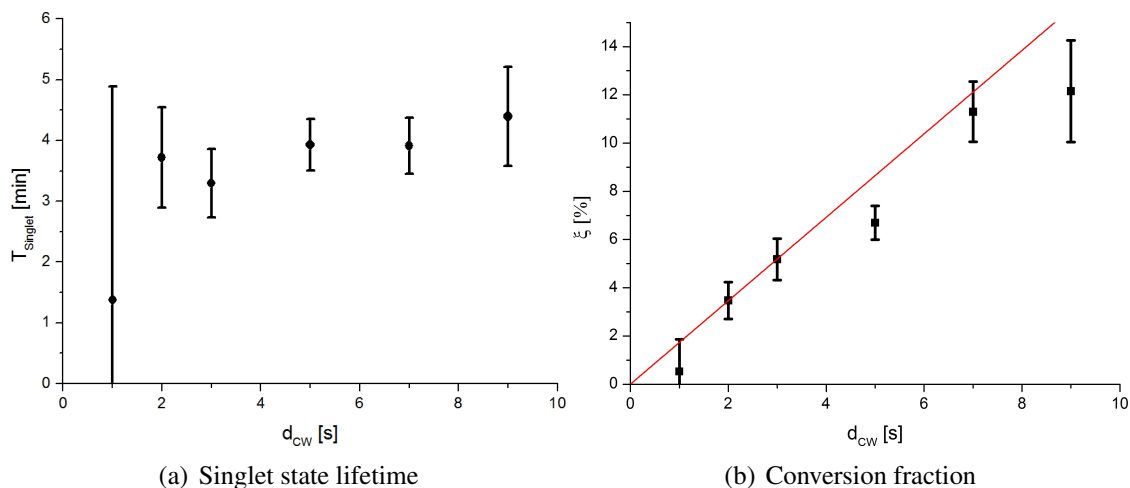 6
5
4
3
2
1
0
T_Singlet [min]
0 2 4 6 8 10
d_CW [s]
(a) Singlet state lifetime
14
12
10
8
6
4
2
0
ξ [%]
0 2 4 6 8 10
d_CW [s]
(b) Conversion fraction